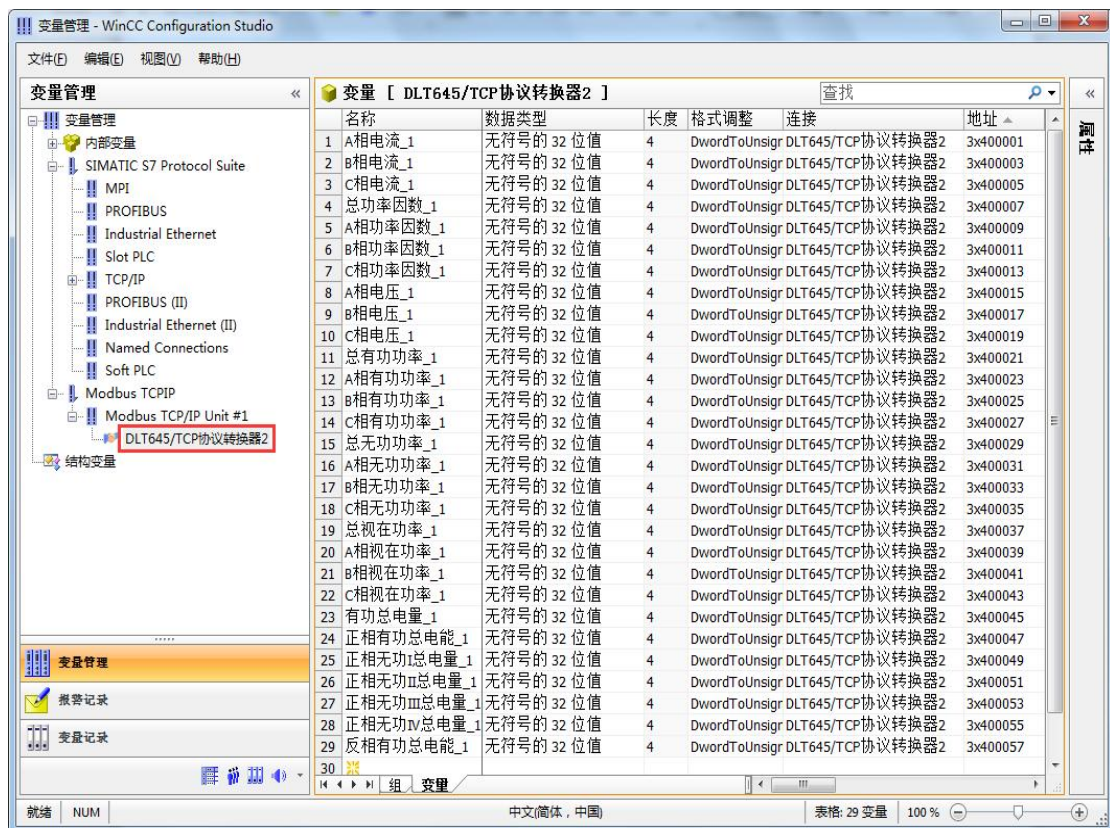 变量管理 - WinCC Configuration Studio
文件(F) 编辑(E) 视图(V) 帮助(H)
变量管理 «
变量管理
内部变量
SIMATIC S7 Protocol Suite
MPI
PROFIBUS
Industrial Ethernet
Slot PLC
TCP/IP
PROFIBUS (II)
Industrial Ethernet (II)
Named Connections
Soft PLC
Modbus TCPIP
Modbus TCP/IP Unit #1
DLT645/TCP协议转换器2
结构变量
变量管理
报警记录
变量记录
变量 [ DLT645/TCP协议转换器2 ] 查找
名称 数据类型 长度 格式调整 连接 地址
1 A相电流_1 无符号的 32 位值 4 DwordToUnsigr DLT645/TCP协议转换器2 3x400001
2 B相电流_1 无符号的 32 位值 4 DwordToUnsigr DLT645/TCP协议转换器2 3x400003
3 C相电流_1 无符号的 32 位值 4 DwordToUnsigr DLT645/TCP协议转换器2 3x400005
4 总功率因数_1 无符号的 32 位值 4 DwordToUnsigr DLT645/TCP协议转换器2 3x400007
5 A相功率因数_1 无符号的 32 位值 4 DwordToUnsigr DLT645/TCP协议转换器2 3x400009
6 B相功率因数_1 无符号的 32 位值 4 DwordToUnsigr DLT645/TCP协议转换器2 3x400011
7 C相功率因数_1 无符号的 32 位值 4 DwordToUnsigr DLT645/TCP协议转换器2 3x400013
8 A相电压_1 无符号的 32 位值 4 DwordToUnsigr DLT645/TCP协议转换器2 3x400015
9 B相电压_1 无符号的 32 位值 4 DwordToUnsigr DLT645/TCP协议转换器2 3x400017
10 C相电压_1 无符号的 32 位值 4 DwordToUnsigr DLT645/TCP协议转换器2 3x400019
11 总有功功率_1 无符号的 32 位值 4 DwordToUnsigr DLT645/TCP协议转换器2 3x400021
12 A相有功功率_1 无符号的 32 位值 4 DwordToUnsigr DLT645/TCP协议转换器2 3x400023
13 B相有功功率_1 无符号的 32 位值 4 DwordToUnsigr DLT645/TCP协议转换器2 3x400025
14 C相有功功率_1 无符号的 32 位值 4 DwordToUnsigr DLT645/TCP协议转换器2 3x400027
15 总无功功率_1 无符号的 32 位值 4 DwordToUnsigr DLT645/TCP协议转换器2 3x400029
16 A相无功功率_1 无符号的 32 位值 4 DwordToUnsigr DLT645/TCP协议转换器2 3x400031
17 B相无功功率_1 无符号的 32 位值 4 DwordToUnsigr DLT645/TCP协议转换器2 3x400033
18 C相无功功率_1 无符号的 32 位值 4 DwordToUnsigr DLT645/TCP协议转换器2 3x400035
19 总视在功率_1 无符号的 32 位值 4 DwordToUnsigr DLT645/TCP协议转换器2 3x400037
20 A相视在功率_1 无符号的 32 位值 4 DwordToUnsigr DLT645/TCP协议转换器2 3x400039
21 B相视在功率_1 无符号的 32 位值 4 DwordToUnsigr DLT645/TCP协议转换器2 3x400041
22 C相视在功率_1 无符号的 32 位值 4 DwordToUnsigr DLT645/TCP协议转换器2 3x400043
23 有功总电量_1 无符号的 32 位值 4 DwordToUnsigr DLT645/TCP协议转换器2 3x400045
24 正相有功总电能_1 无符号的 32 位值 4 DwordToUnsigr DLT645/TCP协议转换器2 3x400047
25 正相无功I总电量_1 无符号的 32 位值 4 DwordToUnsigr DLT645/TCP协议转换器2 3x400049
26 正相无功II总电量_1 无符号的 32 位值 4 DwordToUnsigr DLT645/TCP协议转换器2 3x400051
27 正相无功III总电量_1 无符号的 32 位值 4 DwordToUnsigr DLT645/TCP协议转换器2 3x400053
28 正相无功IV总电量_1 无符号的 32 位值 4 DwordToUnsigr DLT645/TCP协议转换器2 3x400055
29 反相有功总电能_1 无符号的 32 位值 4 DwordToUnsigr DLT645/TCP协议转换器2 3x400057
30
组 变量
« 属性
就绪 NUM 中文(简体，中国) 表格: 29 变量 100 %